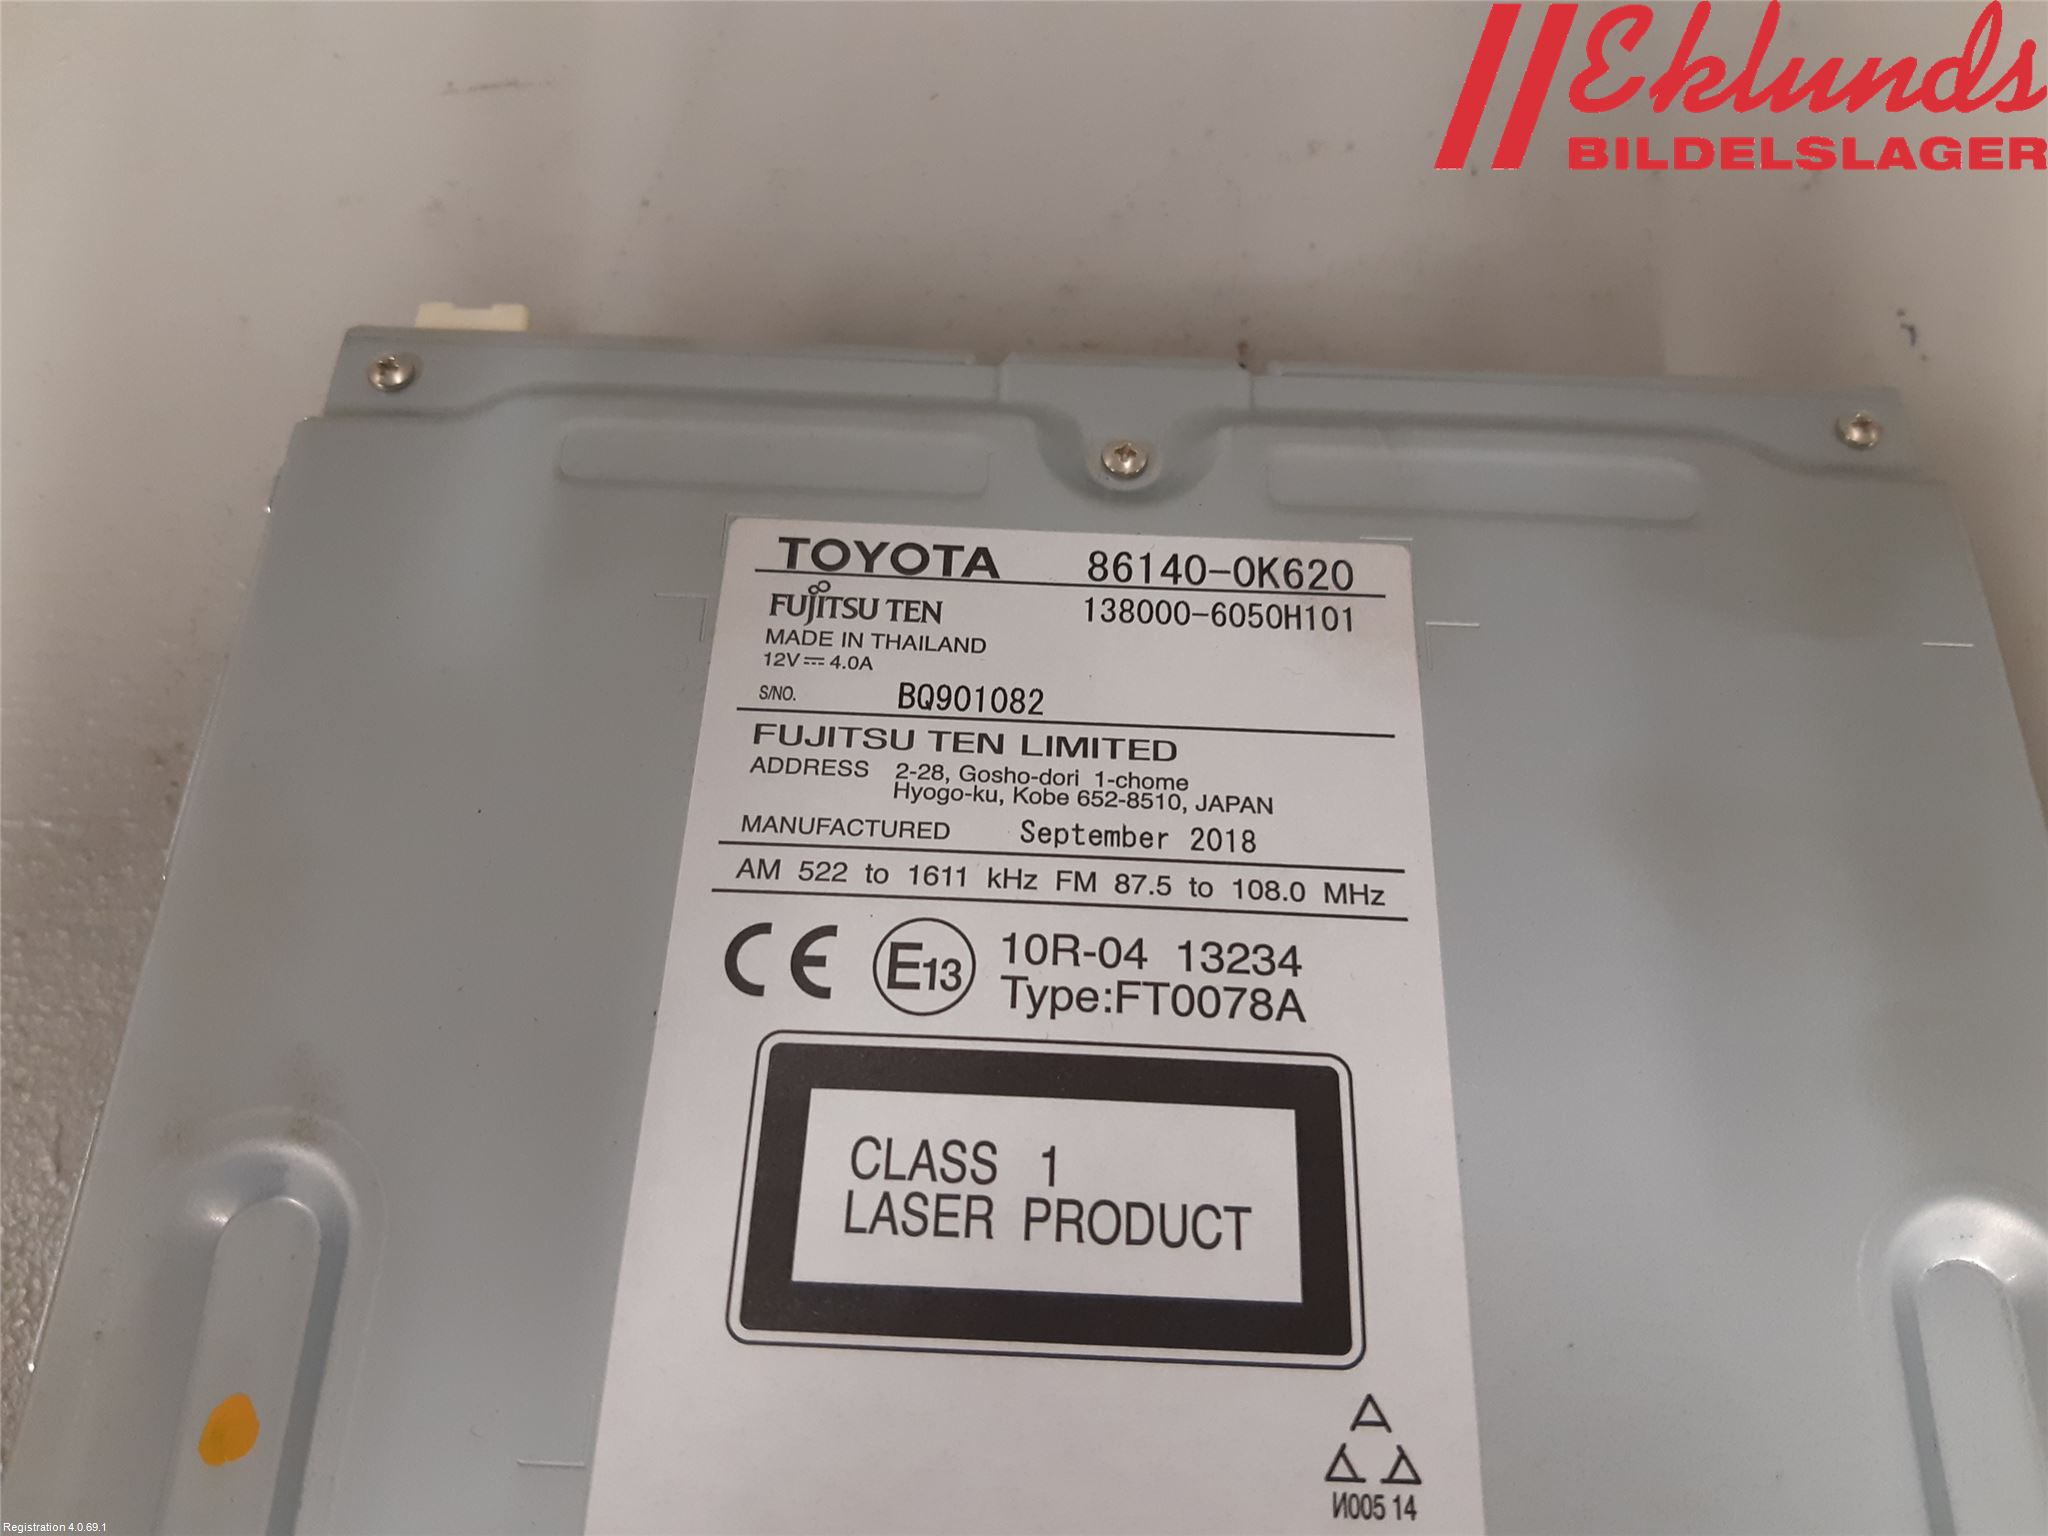 Eklunds
BILDELSLAGER
TOYOTA 86140-0K620
FUJITSU TEN 138000-6050H101
MADE IN THAILAND
12V⎓4.0A
S/NO. BQ901082
FUJITSU TEN LIMITED
ADDRESS 2-28, Gosho-dori 1-chome
Hyogo-ku, Kobe 652-8510, JAPAN
MANUFACTURED September 2018
AM 522 to 1611 kHz FM 87.5 to 108.0 MHz
CE E13 10R-04 13234
Type:FT0078A
CLASS 1
LASER PRODUCT
И005 14
Registration 4.0.69.1